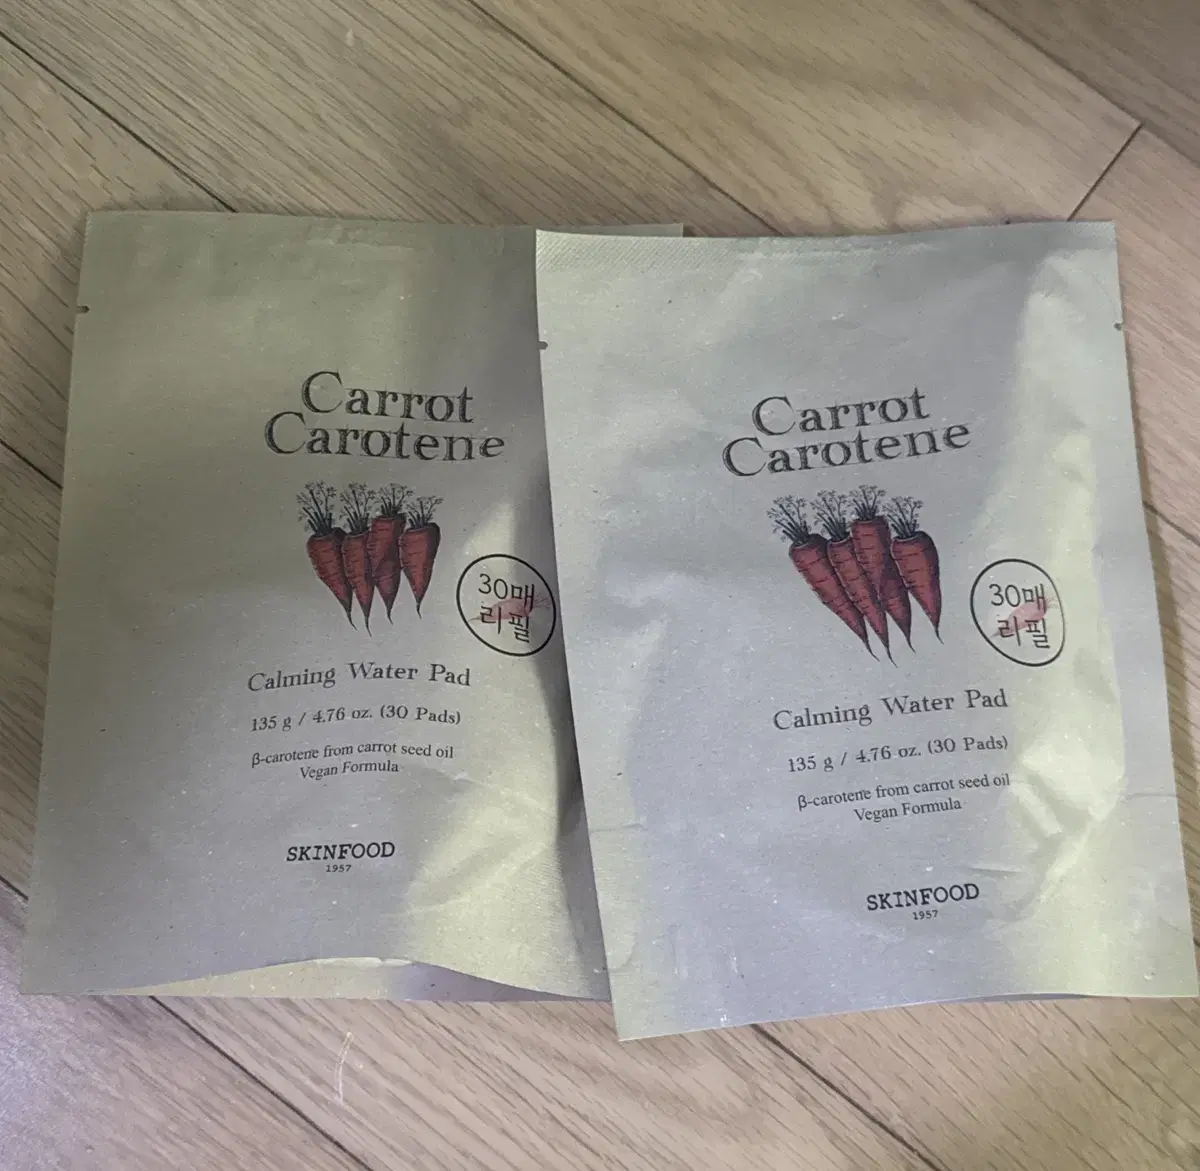 Carrot
Carotene
30매
리필
Calming Water Pad
135 g / 4.76 oz. (30 Pads)
β-carotene from carrot seed oil
Vegan Formula
SKINFOOD
1957
Carrot
Carotene
30매
리필
Calming Water Pad
135 g / 4.76 oz. (30 Pads)
β-carotene from carrot seed oil
Vegan Formula
SKINFOOD
1957